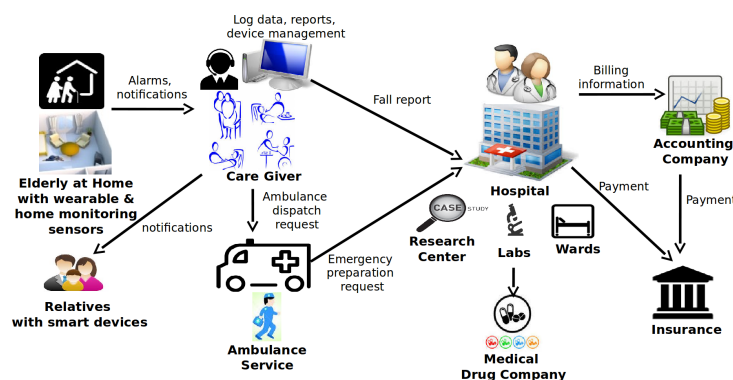 Log data, reports,
device management
Alarms,
notifications
Fall report
Billing
information
Elderly at Home
with wearable &
home monitoring
sensors
Care Giver
Hospital
Accounting
Company
notifications
Ambulance
dispatch
request
Emergency
preparation
request
Payment
Payment
CASE STUDY
Research
Center
Labs
Wards
Relatives
with smart devices
Ambulance
Service
Medical
Drug Company
Insurance